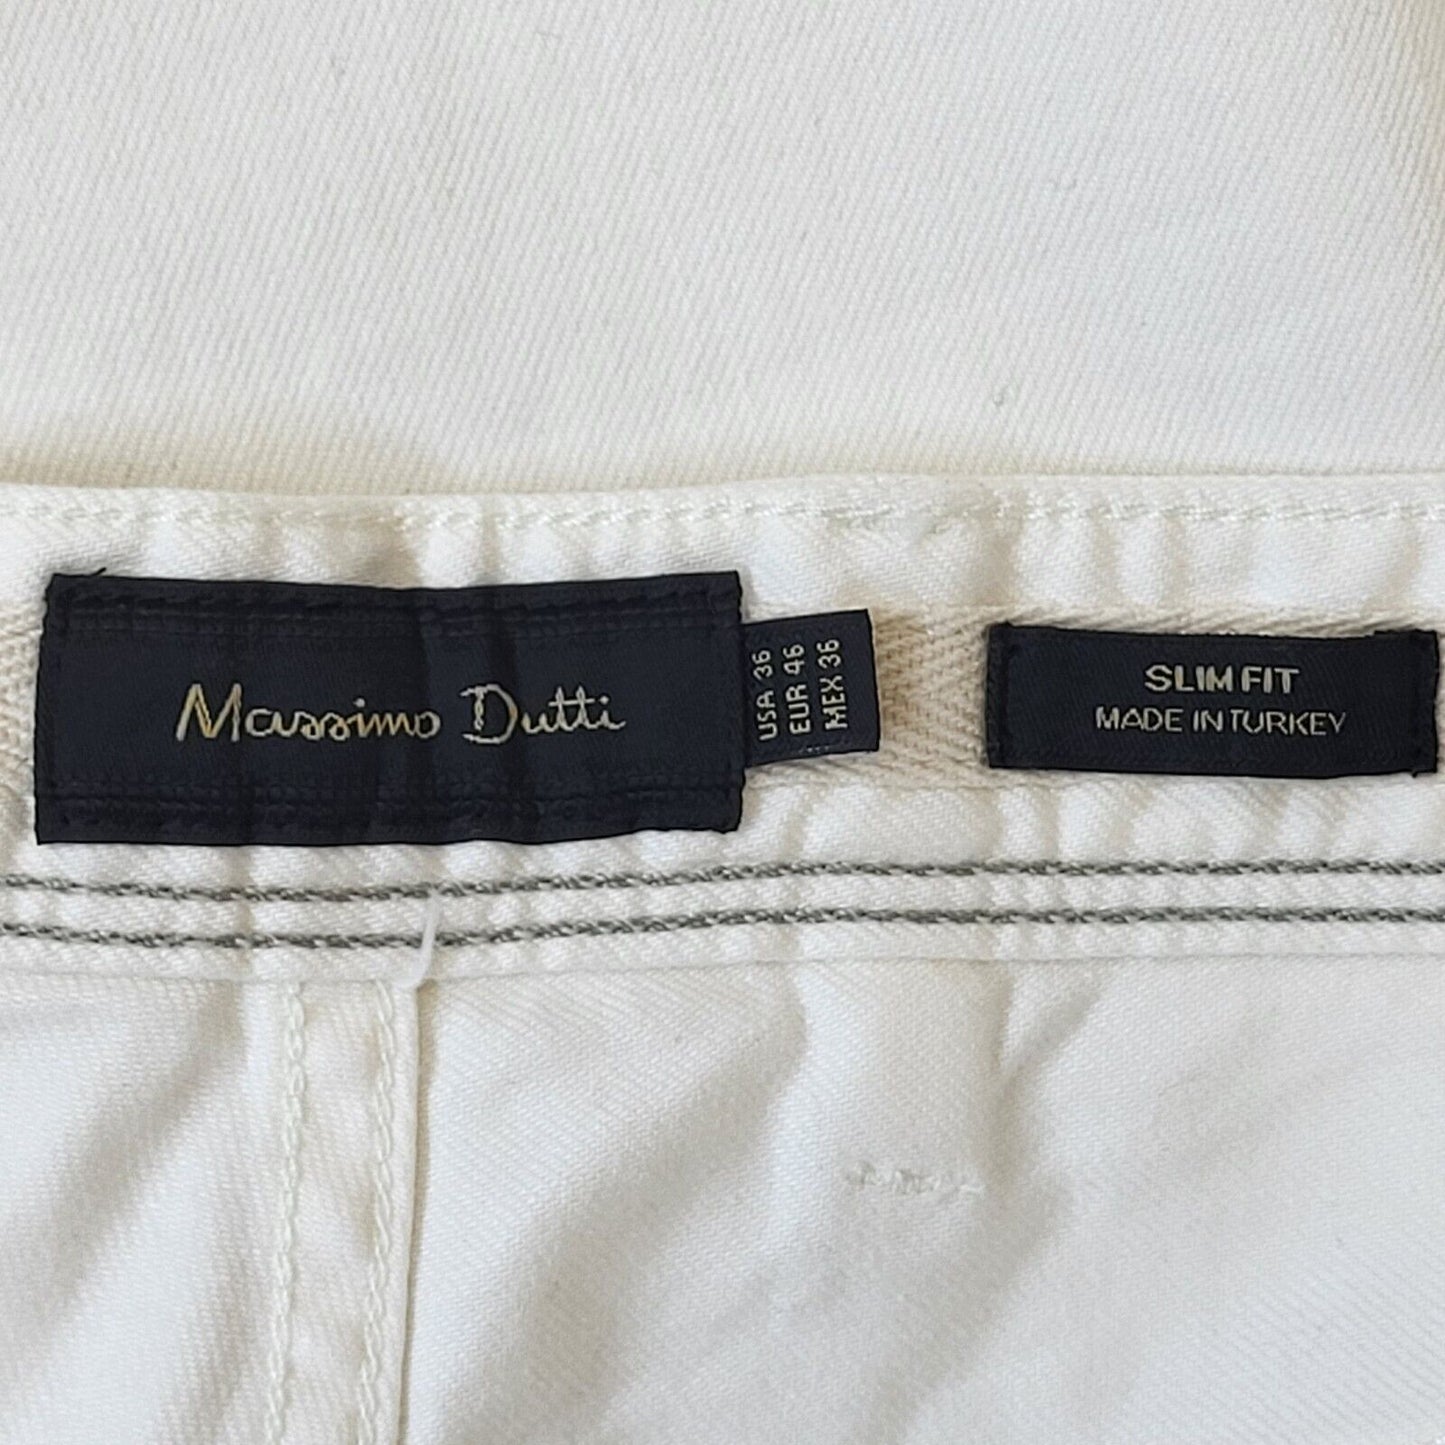 Massimo Dutti
USA 36
EUR 46
MEX 36
SLIM FIT
MADE IN TURKEY